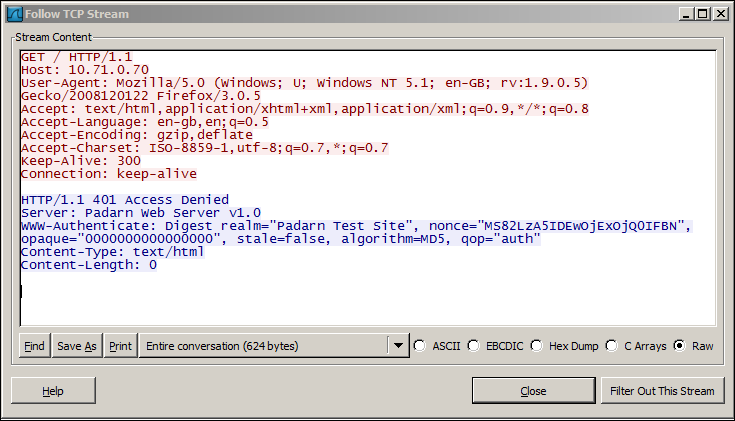 Follow TCP Stream
Stream Content
GET / HTTP/1.1
Host: 10.71.0.70
User-Agent: Mozilla/5.0 (Windows; U; Windows NT 5.1; en-GB; rv:1.9.0.5)
Gecko/2008120122 Firefox/3.0.5
Accept: text/html,application/xhtml+xml,application/xml;q=0.9,*/*;q=0.8
Accept-Language: en-gb,en;q=0.5
Accept-Encoding: gzip,deflate
Accept-Charset: ISO-8859-1,utf-8;q=0.7,*;q=0.7
Keep-Alive: 300
Connection: keep-alive
HTTP/1.1 401 Access Denied
Server: Padarn Web Server v1.0
WWW-Authenticate: Digest realm="Padarn Test Site", nonce="MS82LzA5IDEwOjExOjQ0IFBN",
opaque="0000000000000000", stale=false, algorithm=MD5, qop="auth"
Content-Type: text/html
Content-Length: 0
Find Save As Print Entire conversation (624 bytes) ASCII EBCDIC Hex Dump C Arrays Raw
Help Close Filter Out This Stream